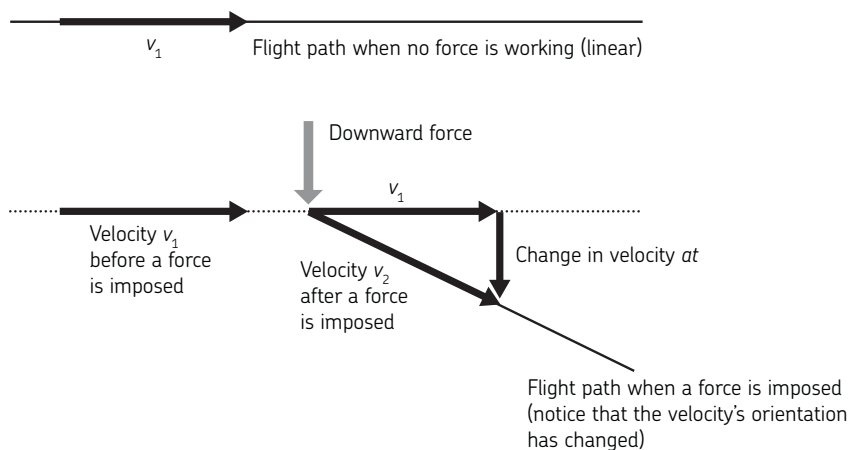 v1
Flight path when no force is working (linear)
Downward force
v1
Velocity v1
before a force
is imposed
Velocity v2
after a force
is imposed
Change in velocity at
Flight path when a force is imposed
(notice that the velocity's orientation
has changed)